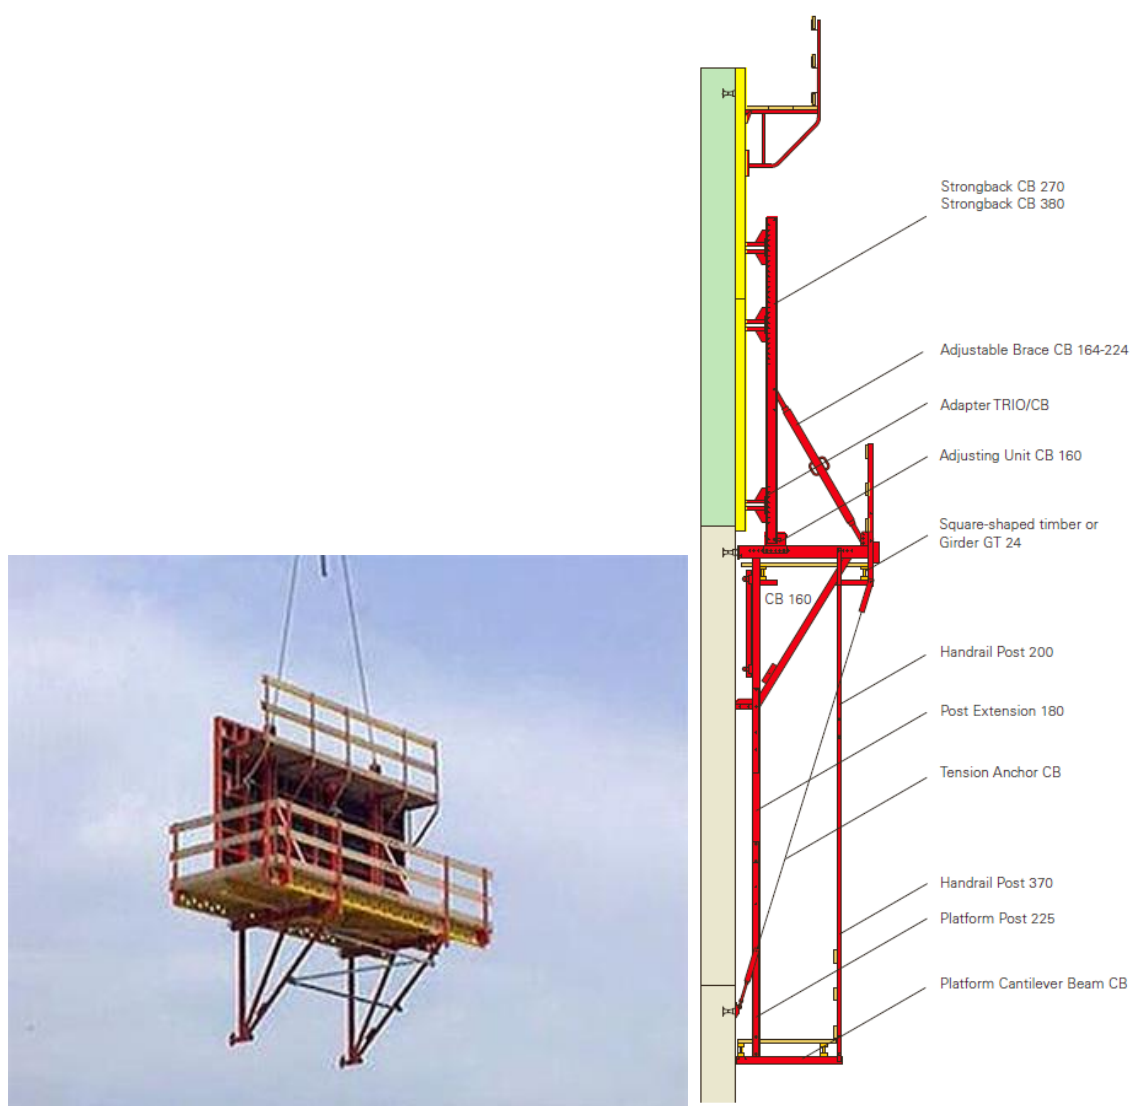 Strongback CB 270
Strongback CB 380
Adjustable Brace CB 164-224
Adapter TRIO/CB
Adjusting Unit CB 160
Square-shaped timber or
Girder GT 24
CB 160
Handrail Post 200
Post Extension 180
Tension Anchor CB
Handrail Post 370
Platform Post 225
Platform Cantilever Beam CB